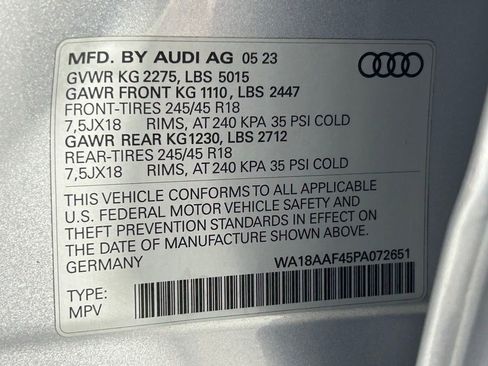 MFD. BY AUDI AG 05 23
GVWR KG 2275, LBS 5015
GAWR FRONT KG 1110, LBS 2447
FRONT-TIRES 245/45 R18
7,5JX18 RIMS, AT 240 KPA 35 PSI COLD
GAWR REAR KG1230, LBS 2712
REAR-TIRES 245/45 R18
7,5JX18 RIMS, AT 240 KPA 35 PSI COLD
THIS VEHICLE CONFORMS TO ALL APPLICABLE
U.S. FEDERAL MOTOR VEHICLE SAFETY AND
THEFT PREVENTION STANDARDS IN EFFECT ON
THE DATE OF MANUFACTURE SHOWN ABOVE.
GERMANY WA18AAF45PA072651
TYPE:
MPV